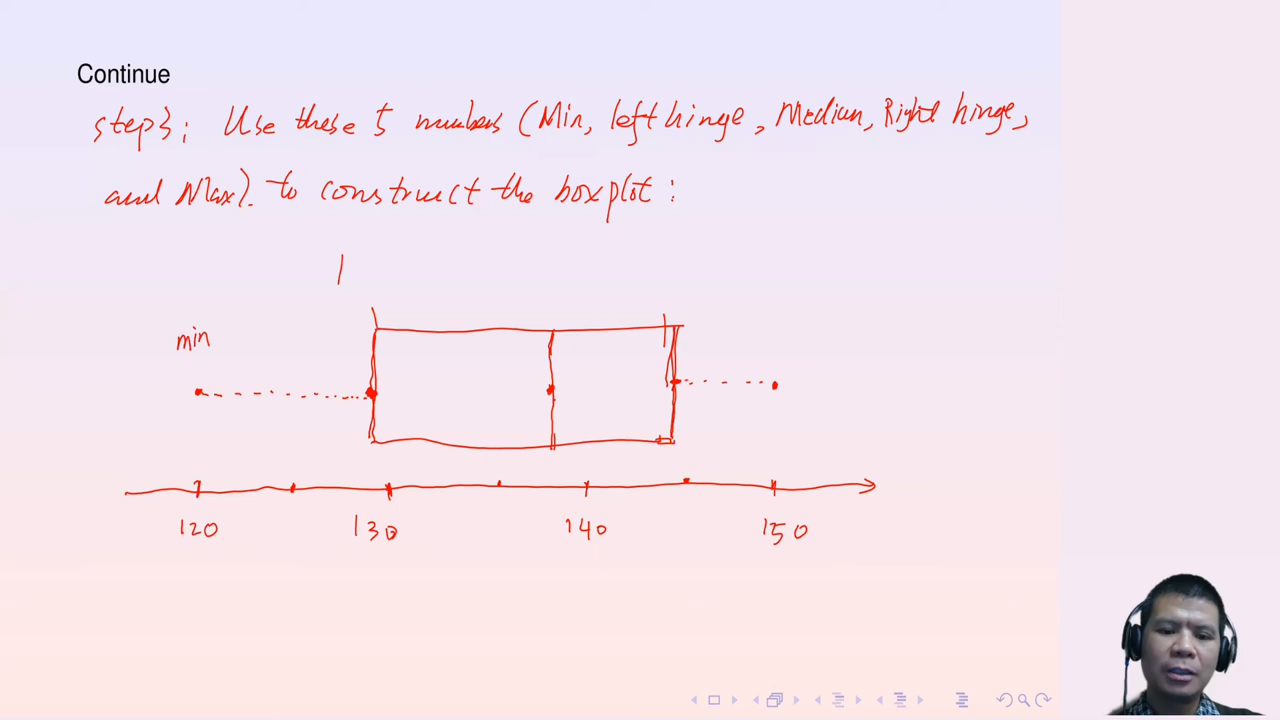 Continue
step3: Use these 5 numbers (Min, left hinge, Median, Right hinge,
and Max). to construct the boxplot:
min
120 130 140 150